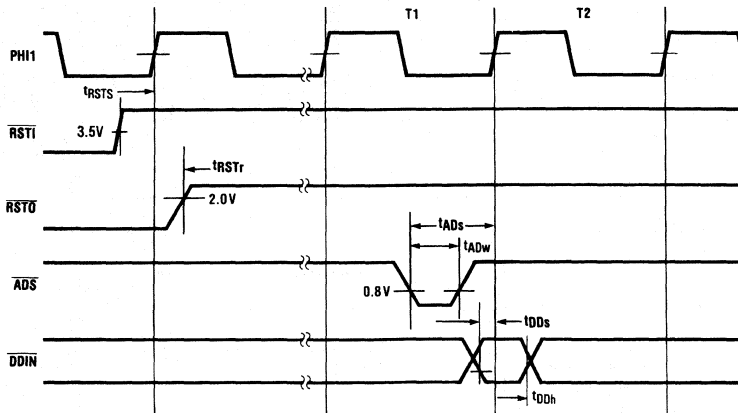 T1 T2
PHI1
tRSTS
RSTI
3.5V
tRSTr
RSTO
2.0V
tADs
tADw
ADS
0.8V
tDDs
DDIN
tDDh